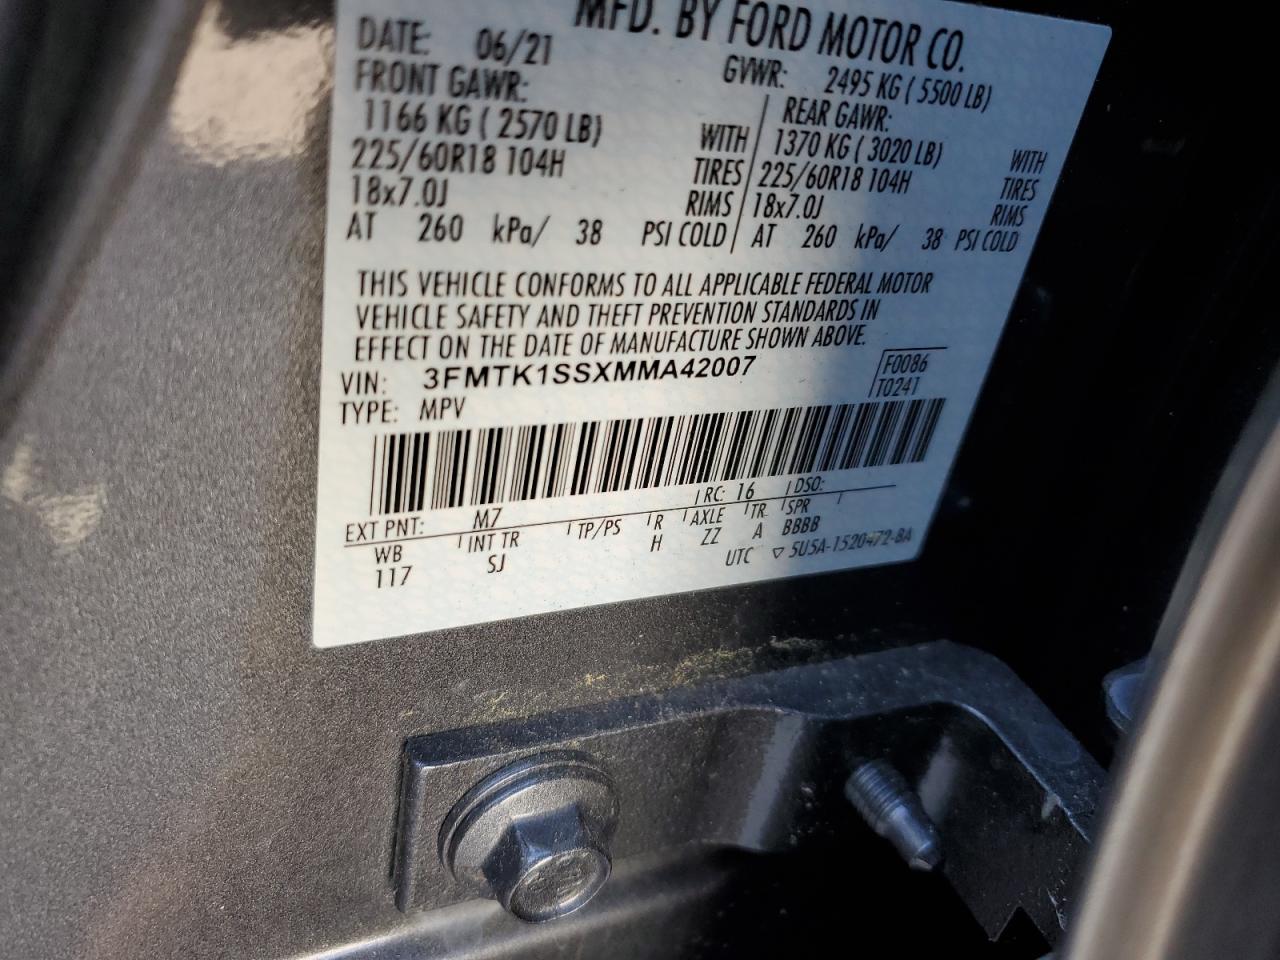 MFD. BY FORD MOTOR CO.
DATE: 06/21 GVWR: 2495 KG ( 5500 LB)
FRONT GAWR: REAR GAWR:
1166 KG ( 2570 LB) WITH 1370 KG ( 3020 LB) WITH
225/60R18 104H TIRES 225/60R18 104H TIRES
18x7.0J RIMS 18x7.0J RIMS
AT 260 kPa/ 38 PSI COLD AT 260 kPa/ 38 PSI COLD
THIS VEHICLE CONFORMS TO ALL APPLICABLE FEDERAL MOTOR
VEHICLE SAFETY AND THEFT PREVENTION STANDARDS IN
EFFECT ON THE DATE OF MANUFACTURE SHOWN ABOVE.
VIN: 3FMTK1SSXMMA42007 F0086
TYPE: MPV T0241
EXT PNT: M7 RC: 16 DSO:
WB INT TR TP/PS R AXLE TR SPR
117 SJ H ZZ A BBBB
UTC ▽ 5U5A-1520472-BA